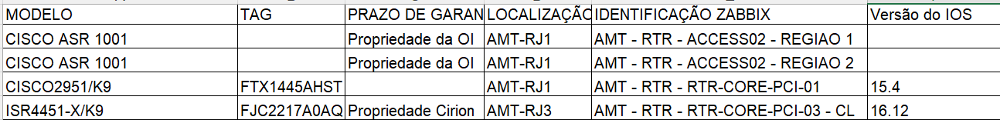 MODELO TAG PRAZO DE GARAN LOCALIZAÇÃO IDENTIFICAÇÃO ZABBIX Versão do IOS
CISCO ASR 1001 Propriedade da OI AMT-RJ1 AMT - RTR - ACCESS02 - REGIAO 1
CISCO ASR 1001 Propriedade da OI AMT-RJ1 AMT - RTR - ACCESS02 - REGIAO 2
CISCO2951/K9 FTX1445AHST AMT-RJ1 AMT - RTR - RTR-CORE-PCI-01 15.4
ISR4451-X/K9 FJC2217A0AQ Propriedade Cirion AMT-RJ3 AMT - RTR - RTR-CORE-PCI-03 - CL 16.12